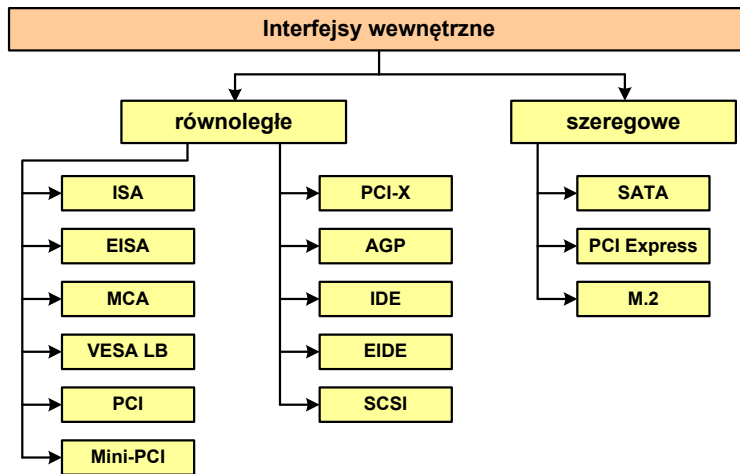 Interfejsy wewnętrzne
równoległe
szeregowe
ISA
EISA
MCA
VESA LB
PCI
Mini-PCI
PCI-X
AGP
IDE
EIDE
SCSI
SATA
PCI Express
M.2